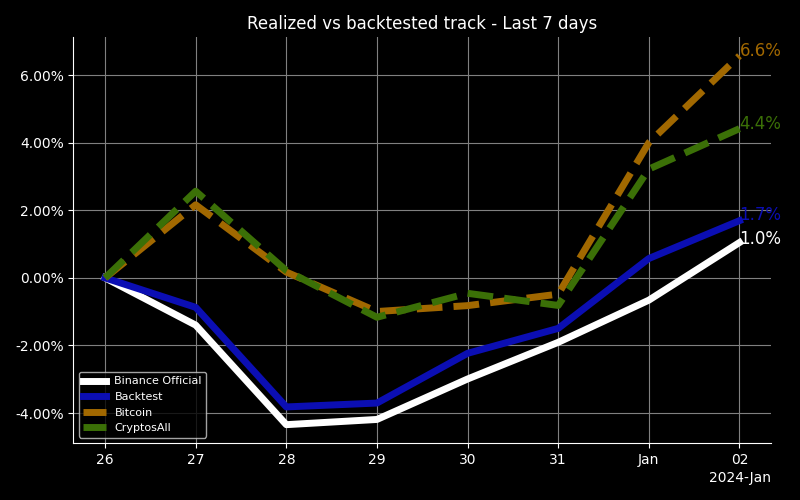 Realized vs backtested track - Last 7 days
6.6%
6.00%
4.4%
4.00%
2.00%
1.7%
1.0%
0.00%
-2.00%
-4.00%
Binance Official
Backtest
Bitcoin
CryptosAll
26 27 28 29 30 31 Jan 02
2024-Jan